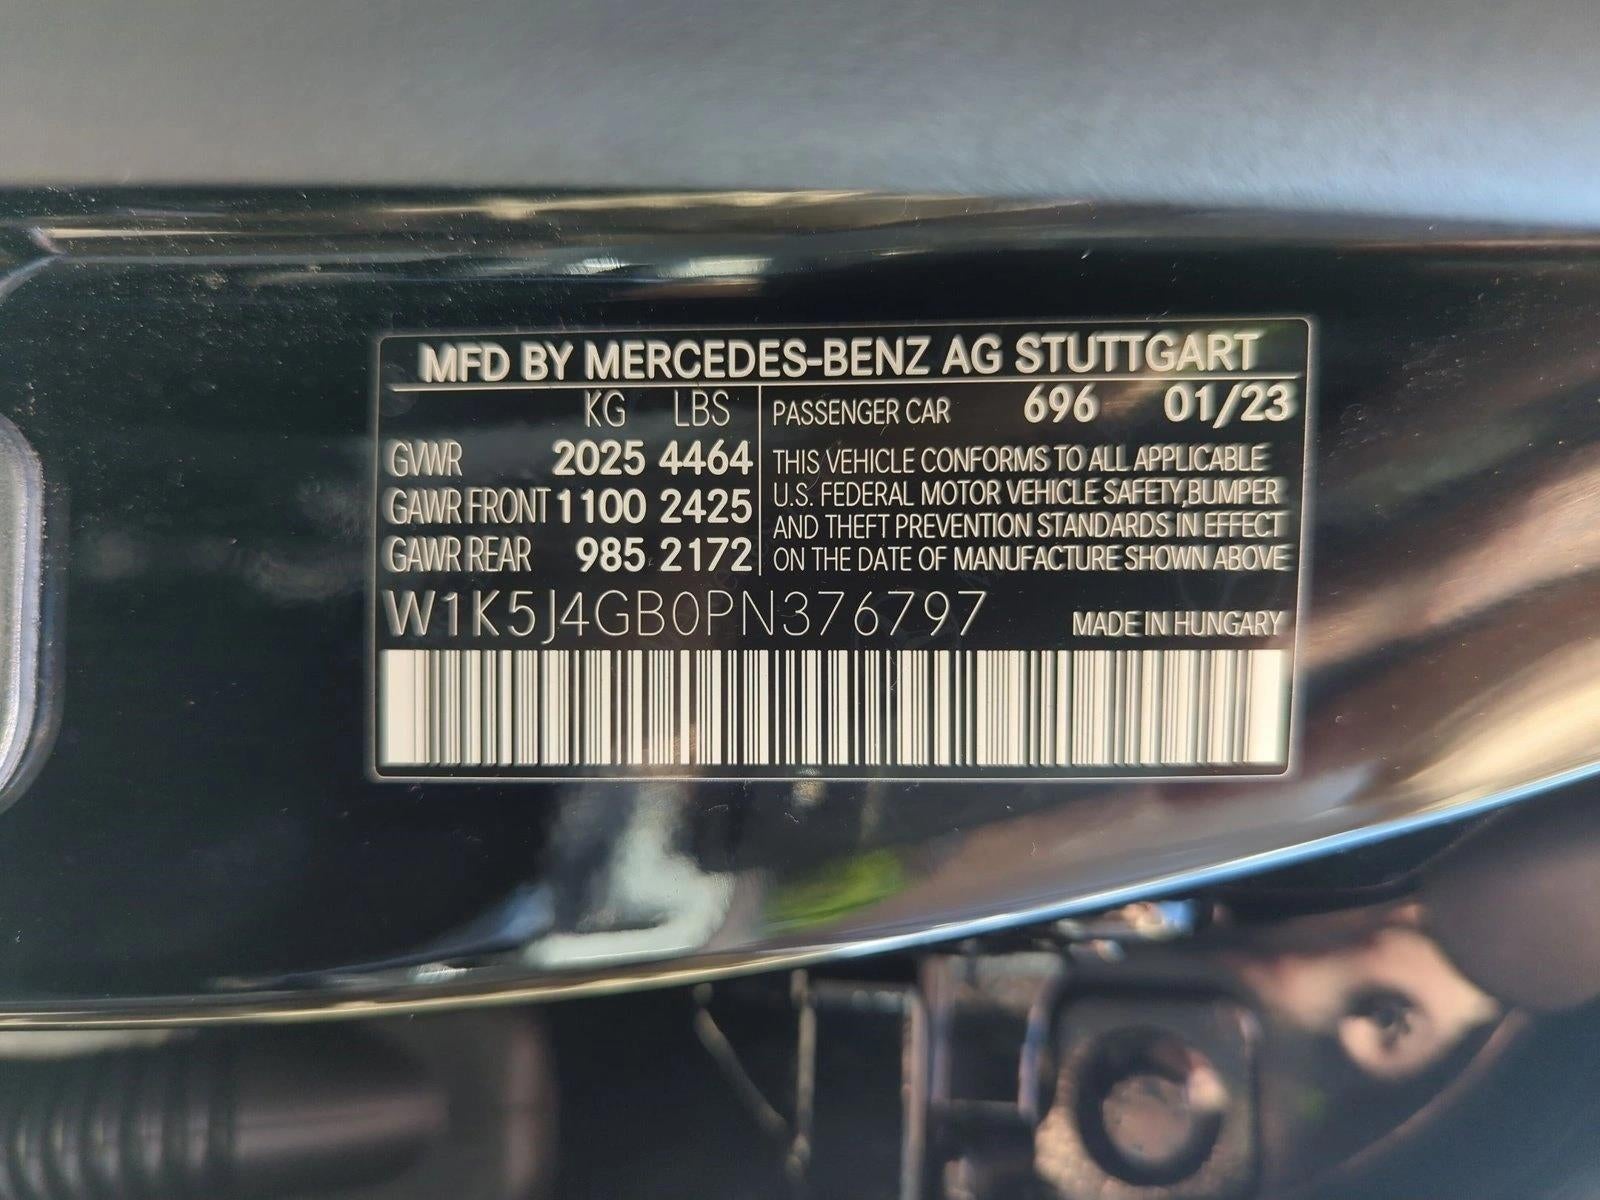 MFD BY MERCEDES-BENZ AG STUTTGART
KG LBS
GVWR 2025 4464
GAWR FRONT 1100 2425
GAWR REAR 985 2172
PASSENGER CAR 696 01/23
THIS VEHICLE CONFORMS TO ALL APPLICABLE
U.S. FEDERAL MOTOR VEHICLE SAFETY,BUMPER
AND THEFT PREVENTION STANDARDS IN EFFECT
ON THE DATE OF MANUFACTURE SHOWN ABOVE
W1K5J4GB0PN376797
MADE IN HUNGARY